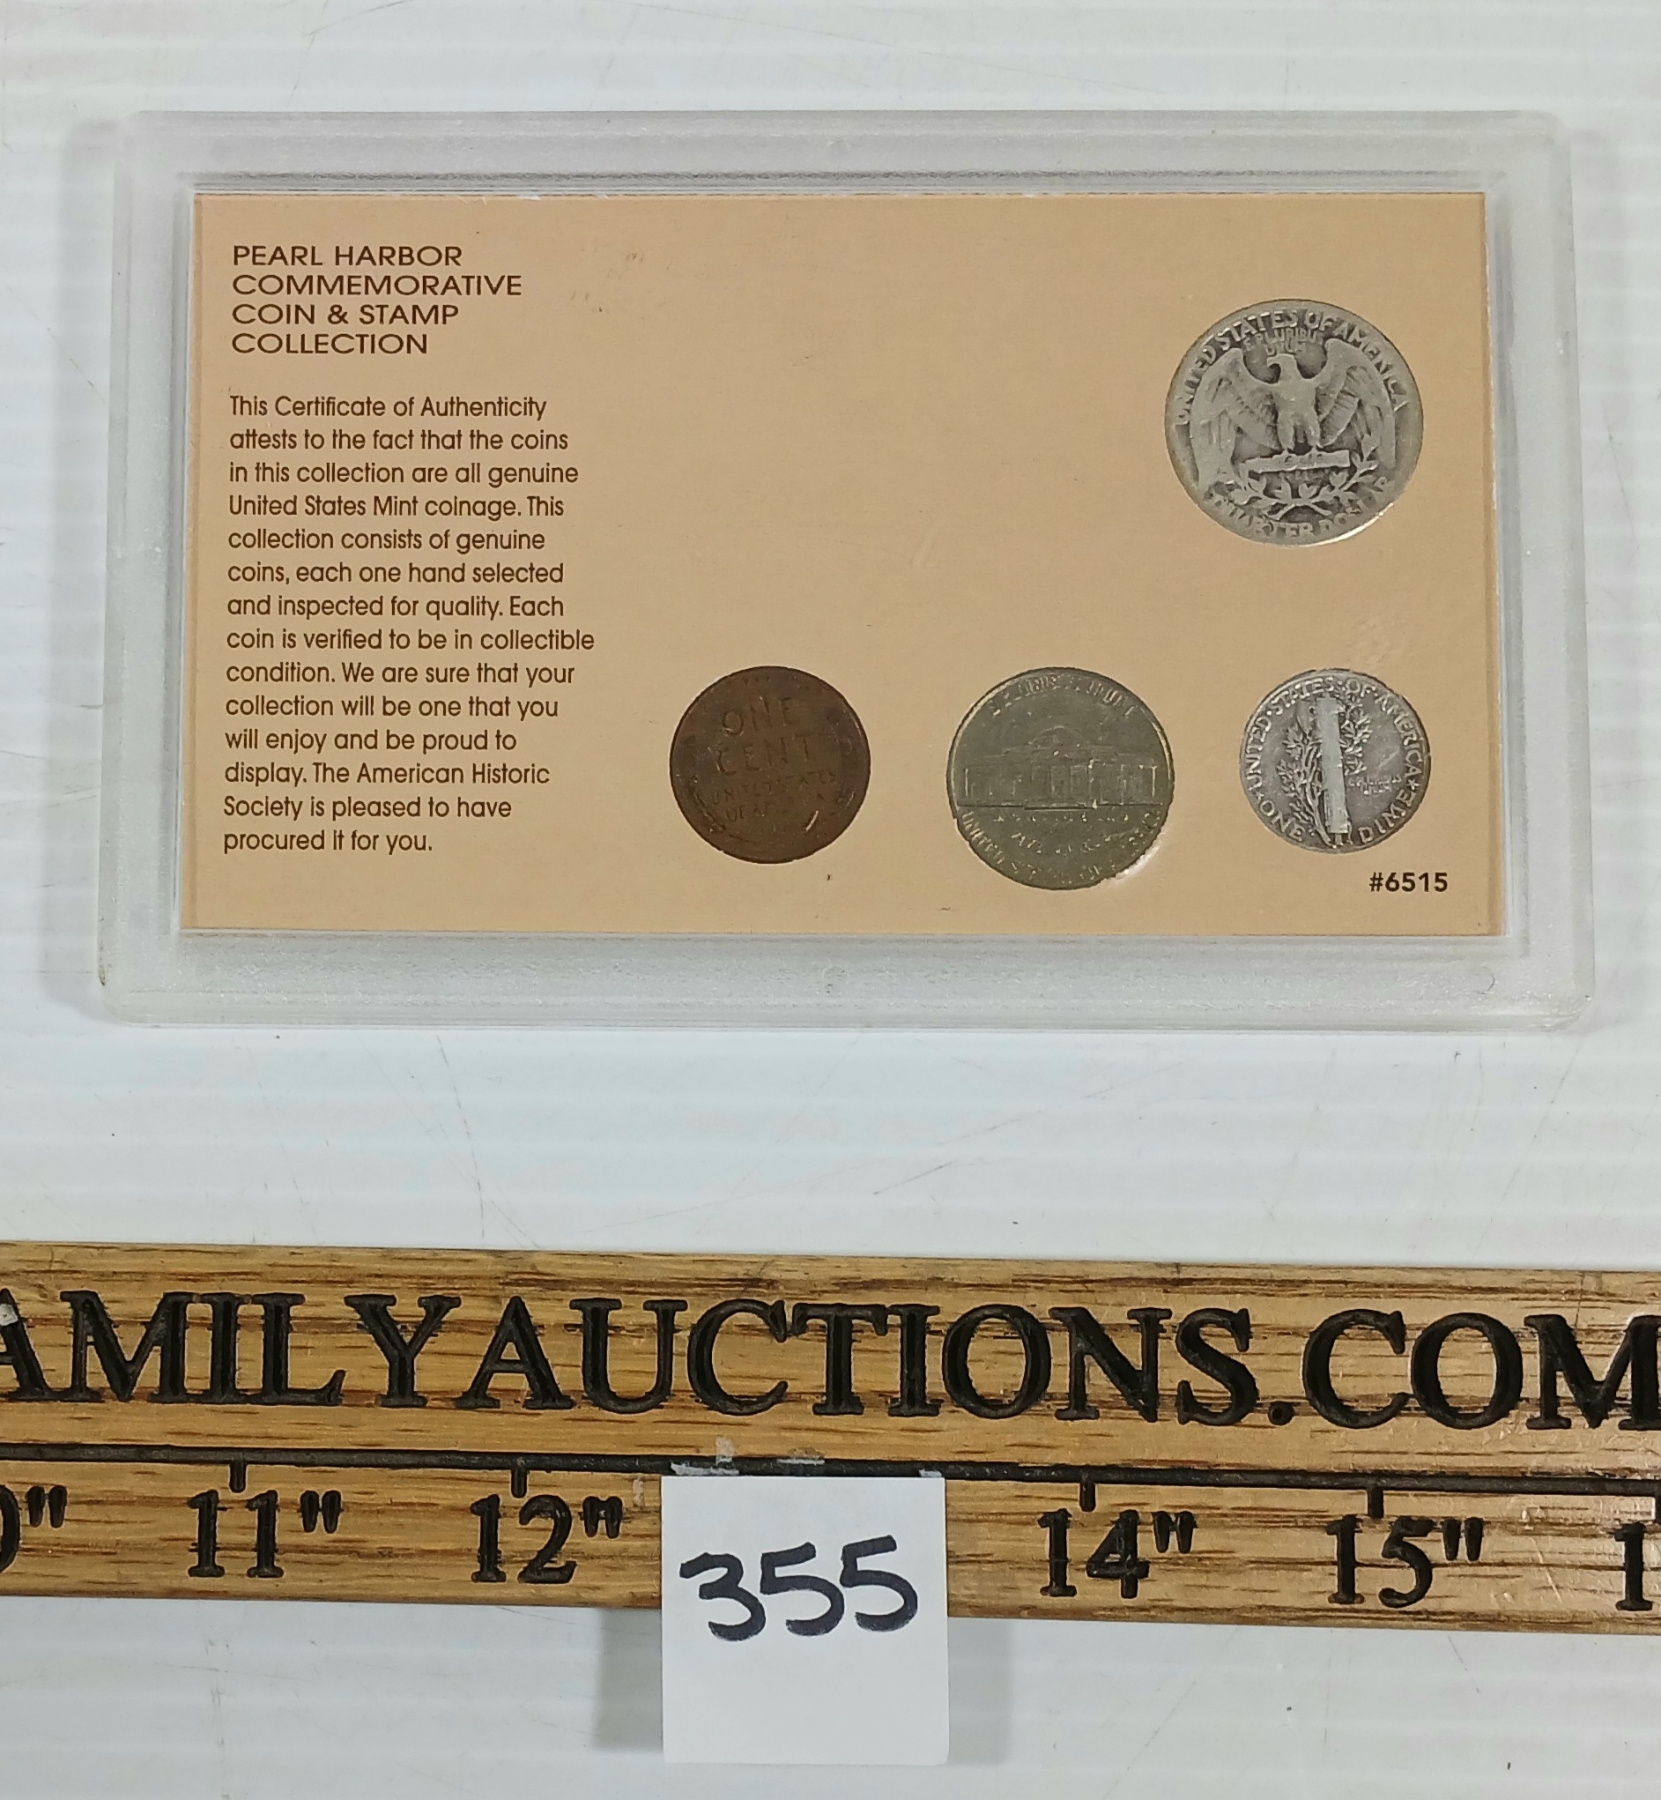 PEARL HARBOR
COMMEMORATIVE
COIN & STAMP
COLLECTION
This Certificate of Authenticity
attests to the fact that the coins
in this collection are all genuine
United States Mint coinage. This
collection consists of genuine
coins, each one hand selected
and inspected for quality. Each
coin is verified to be in collectible
condition. We are sure that your
collection will be one that you
will enjoy and be proud to
display. The American Historic
Society is pleased to have
procured it for you.
UNITED STATES OF AMERICA
E PLURIBUS
UNUM
QUARTER DOLLAR
ONE
CENT
UNITED STATES
OF AMERICA
UNITED STATES OF AMERICA
ONE DIME
#6515
AMILYAUCTIONS.COM
11" 12" 14" 15"
355